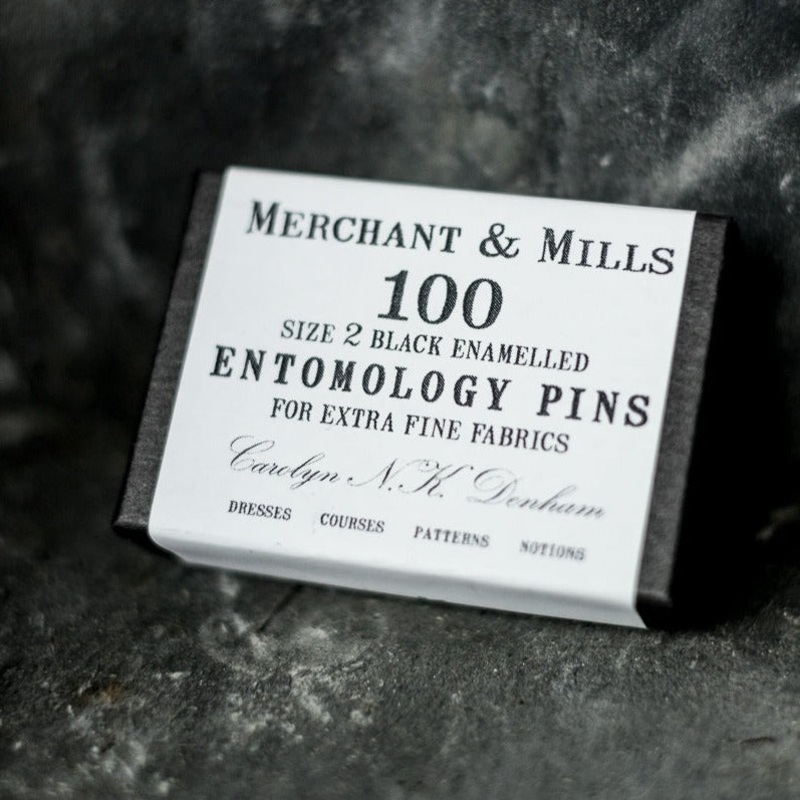 MERCHANT & MILLS
100
SIZE 2 BLACK ENAMELLED
ENTOMOLOGY PINS
FOR EXTRA FINE FABRICS
Carolyn N.K. Denham
DRESSES COURSES PATTERNS NOTIONS